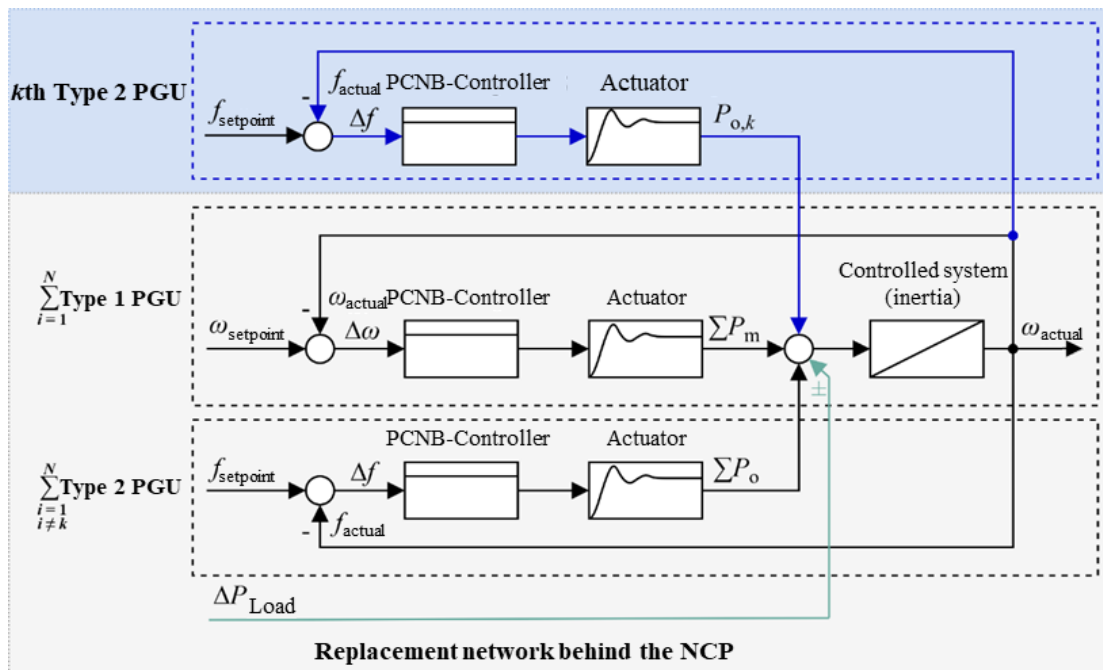 kth Type 2 PGU
f_setpoint
-
f_actual
Δf
PCNB-Controller
Actuator
P_o,k
N
∑ Type 1 PGU
i = 1
ω_setpoint
-
ω_actual
Δω
PCNB-Controller
Actuator
∑P_m
±
Controlled system
(inertia)
ω_actual
N
∑ Type 2 PGU
i = 1
i ≠ k
f_setpoint
-
f_actual
Δf
PCNB-Controller
Actuator
∑P_o
ΔP_Load
Replacement network behind the NCP